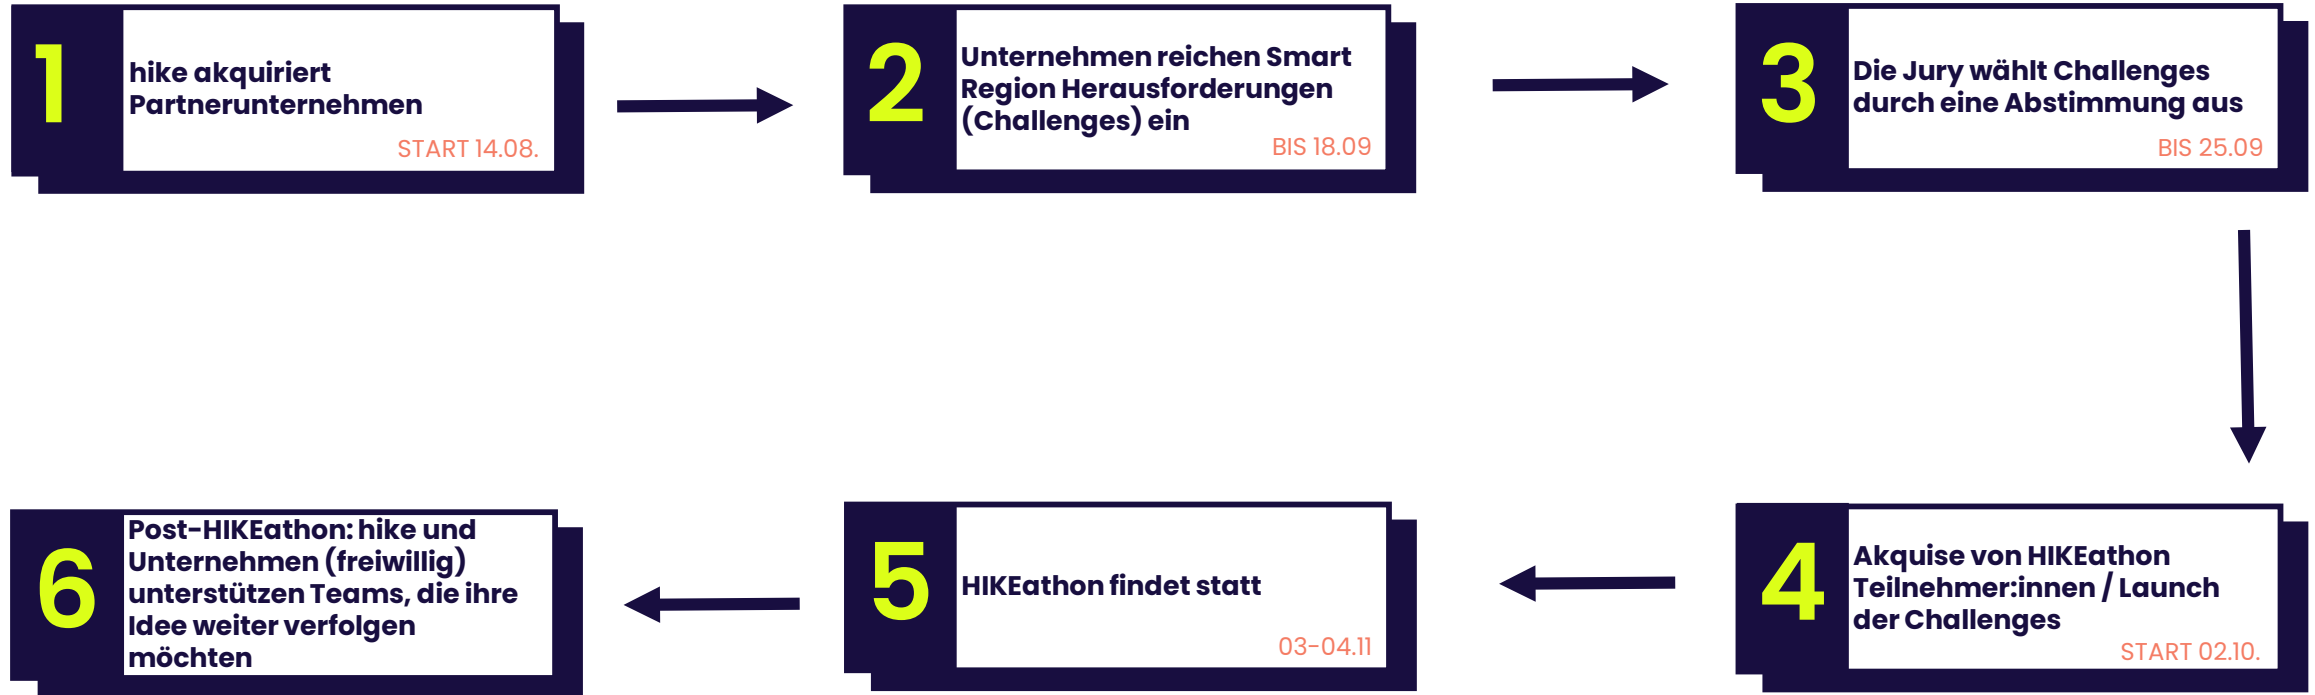 1
hike akquiriert
Partnerunternehmen
START 14.08.
2
Unternehmen reichen Smart
Region Herausforderungen
(Challenges) ein
BIS 18.09
3
Die Jury wählt Challenges
durch eine Abstimmung aus
BIS 25.09
4
Akquise von HIKEathon
Teilnehmer:innen / Launch
der Challenges
START 02.10.
5
HIKEathon findet statt
03-04.11
6
Post-HIKEathon: hike und
Unternehmen (freiwillig)
unterstützen Teams, die ihre
Idee weiter verfolgen
möchten